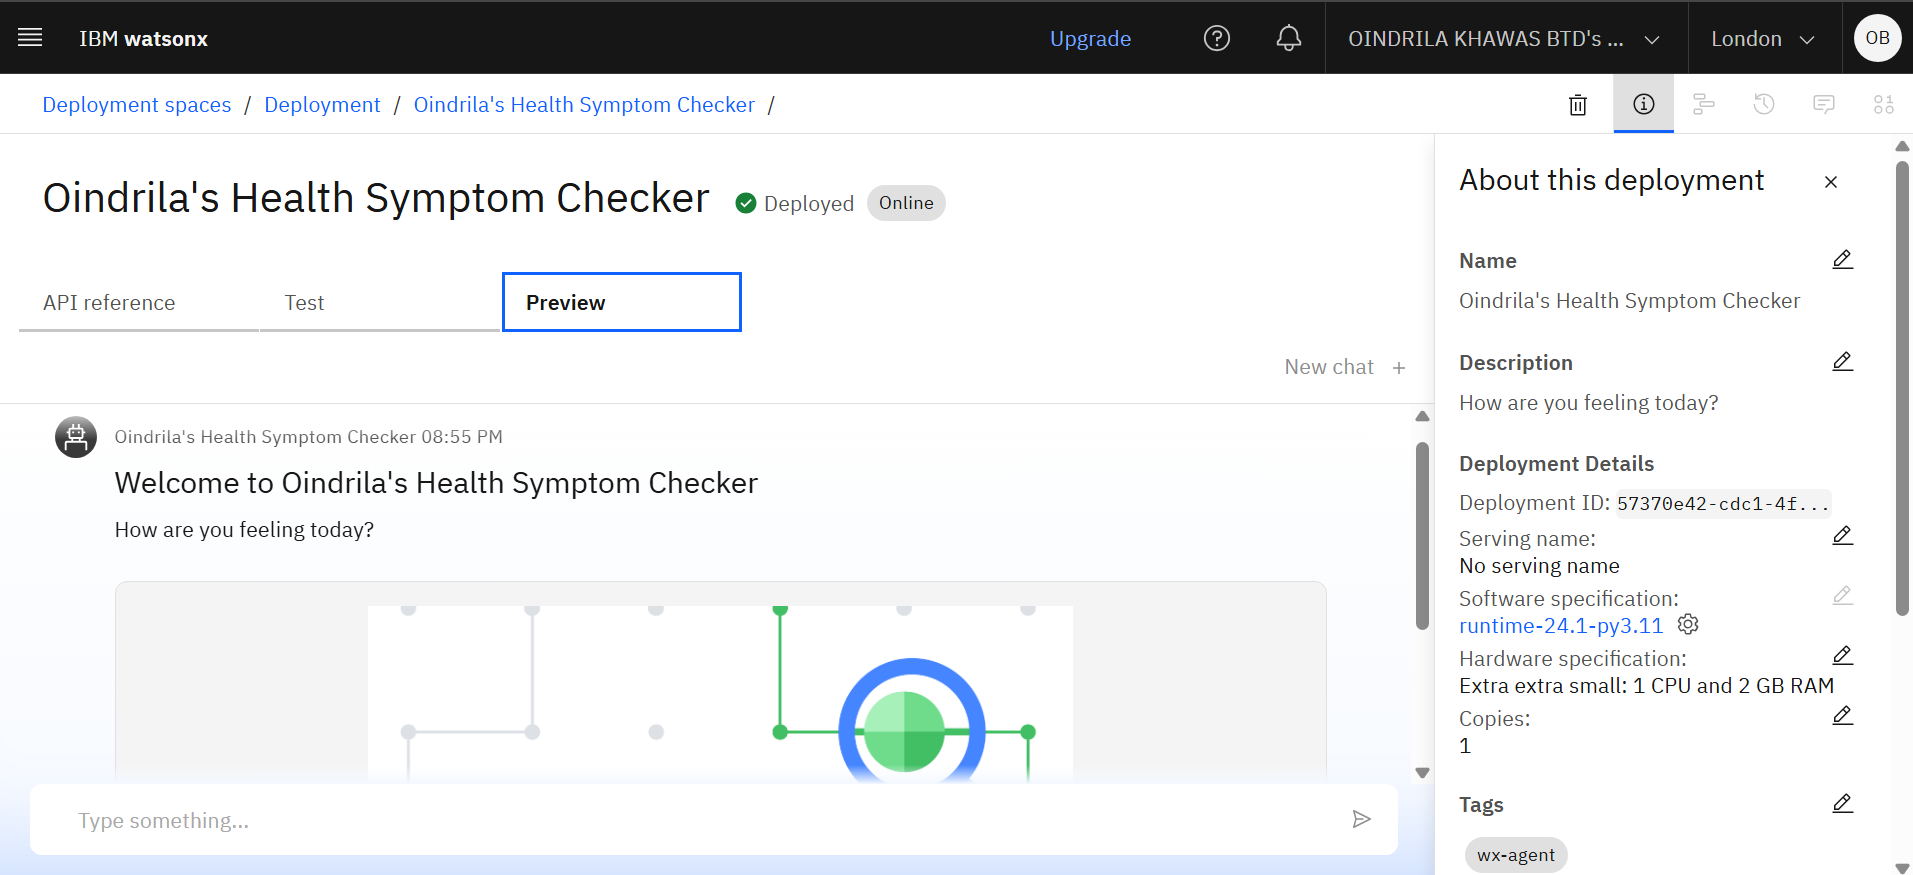 IBM watsonx
Upgrade
OINDRILA KHAWAS BTD's ...
London
OB
Deployment spaces / Deployment / Oindrila's Health Symptom Checker /
Oindrila's Health Symptom Checker
Deployed
Online
API reference
Test
Preview
New chat +
Oindrila's Health Symptom Checker 08:55 PM
Welcome to Oindrila's Health Symptom Checker
How are you feeling today?
Type something...
About this deployment
Name
Oindrila's Health Symptom Checker
Description
How are you feeling today?
Deployment Details
Deployment ID: 57370e42-cdc1-4f...
Serving name:
No serving name
Software specification:
runtime-24.1-py3.11
Hardware specification:
Extra extra small: 1 CPU and 2 GB RAM
Copies:
1
Tags
wx-agent